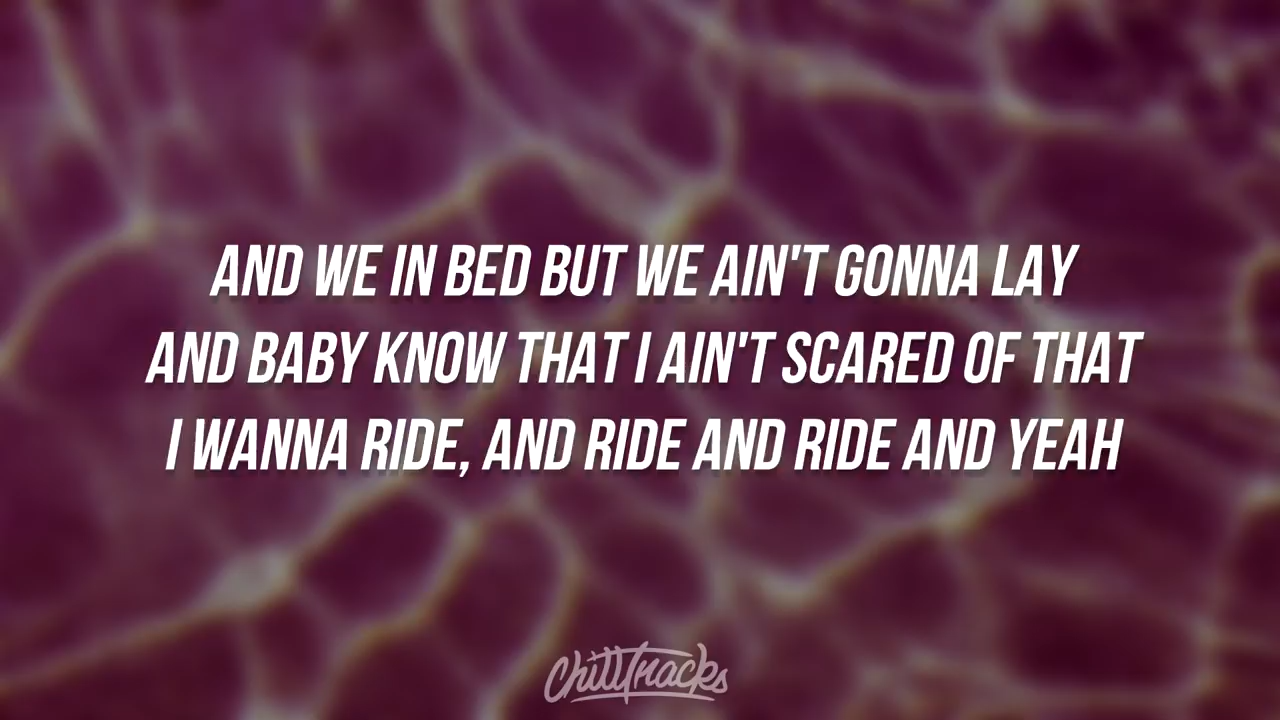 AND WE IN BED BUT WE AIN'T GONNA LAY
AND BABY KNOW THAT I AIN'T SCARED OF THAT
I WANNA RIDE, AND RIDE AND RIDE AND YEAH
ChillTracks